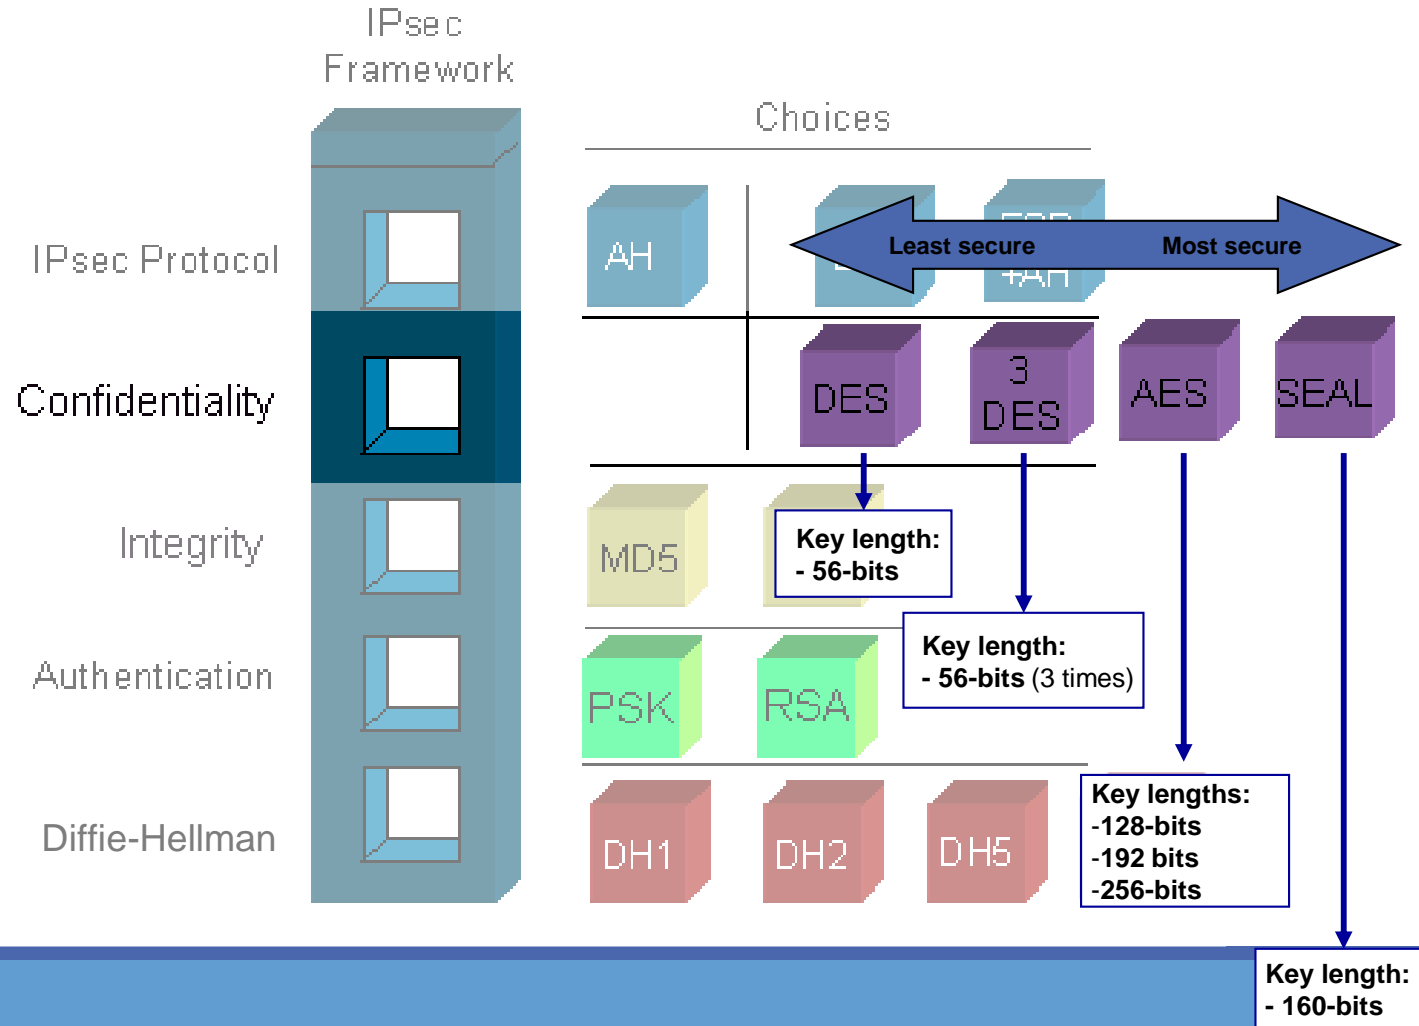 IPsec
Framework
Choices
IPsec Protocol
AH
+AH
Least secure
Most secure
Confidentiality
DES
3
DES
AES
SEAL
Integrity
MD5
Key length:
- 56-bits
Key length:
- 56-bits (3 times)
Authentication
PSK
RSA
Diffie-Hellman
DH1
DH2
DH5
Key lengths:
-128-bits
-192 bits
-256-bits
Key length:
- 160-bits